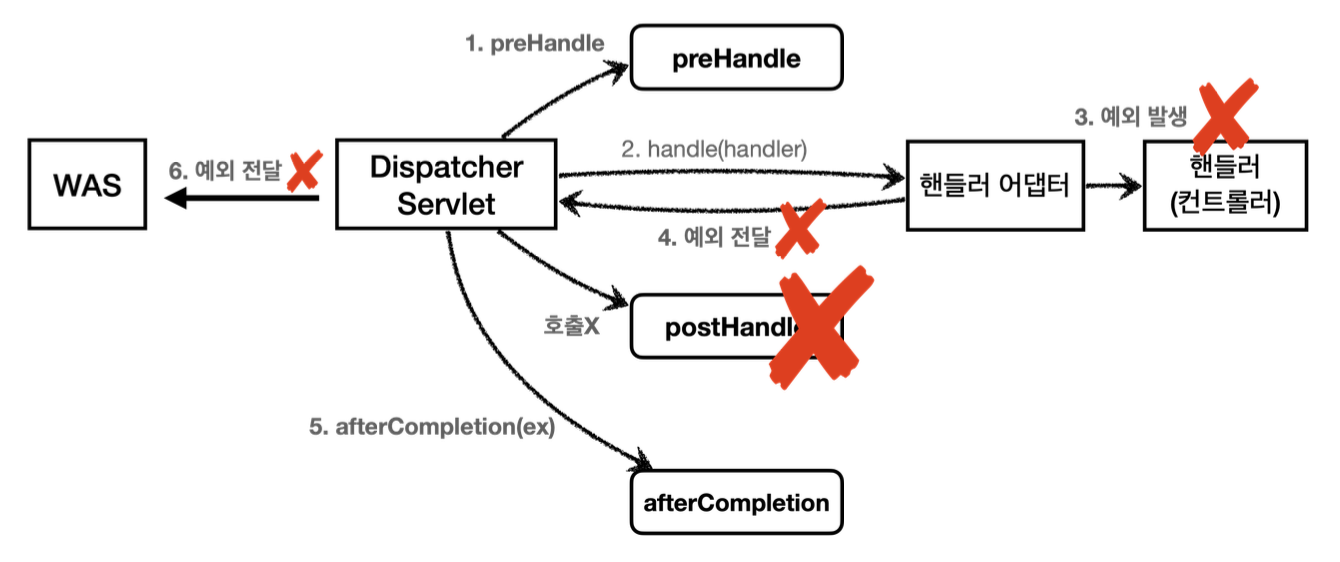 1. preHandle
preHandle
3. 예외 발생
WAS
6. 예외 전달
Dispatcher
Servlet
2. handle(handler)
핸들러 어댑터
핸들러
(컨트롤러)
4. 예외 전달
호출X
postHandle
5. afterCompletion(ex)
afterCompletion